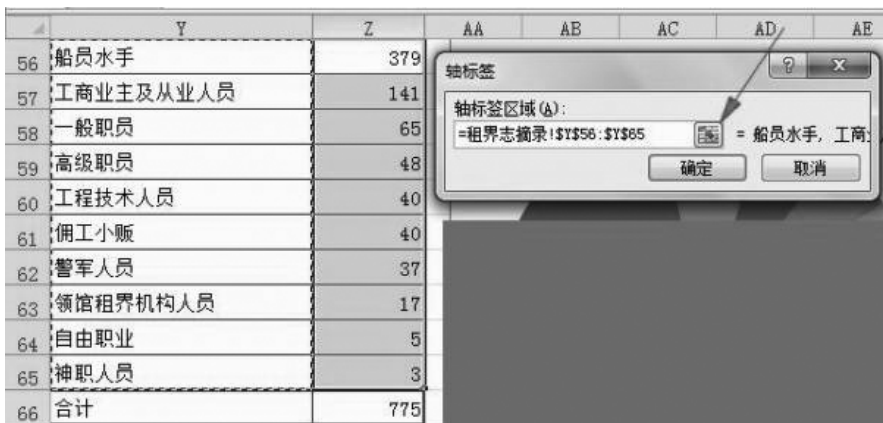 Y Z AA AB AC AD AE
56 船员水手 379
57 工商业主及从业人员 141
58 一般职员 65
59 高级职员 48
60 工程技术人员 40
61 佣工小贩 40
62 警军人员 37
63 领馆租界机构人员 17
64 自由职业 5
65 神职人员 3
66 合计 775
轴标签
轴标签区域(A):
=租界志摘录!$Y$56:$Y$65 = 船员水手, 工商
确定 取消